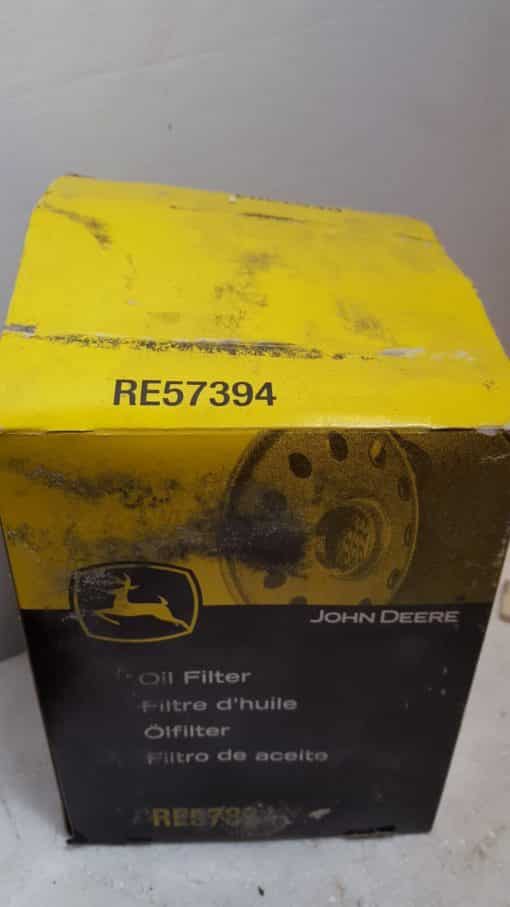 RE57394
JOHN DEERE
Oil Filter
Filtre d'huile
Ölfilter
Filtro de aceite